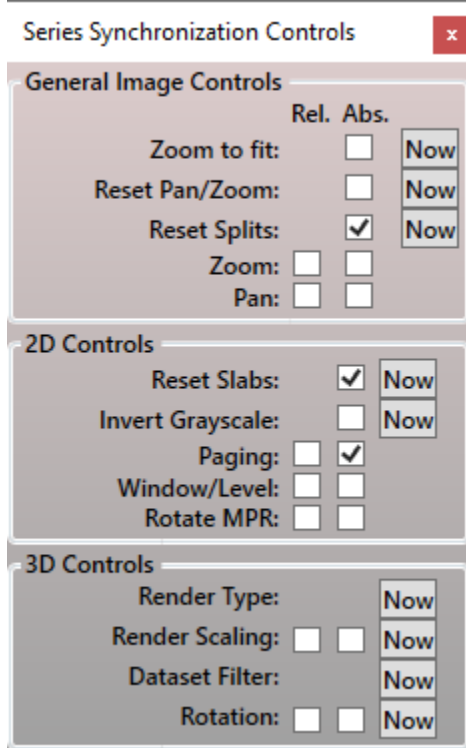 Series Synchronization Controls x
General Image Controls
Rel. Abs.
Zoom to fit: Now
Reset Pan/Zoom: Now
Reset Splits: Now
Zoom:
Pan:
2D Controls
Reset Slabs: Now
Invert Grayscale: Now
Paging:
Window/Level:
Rotate MPR:
3D Controls
Render Type: Now
Render Scaling: Now
Dataset Filter: Now
Rotation: Now